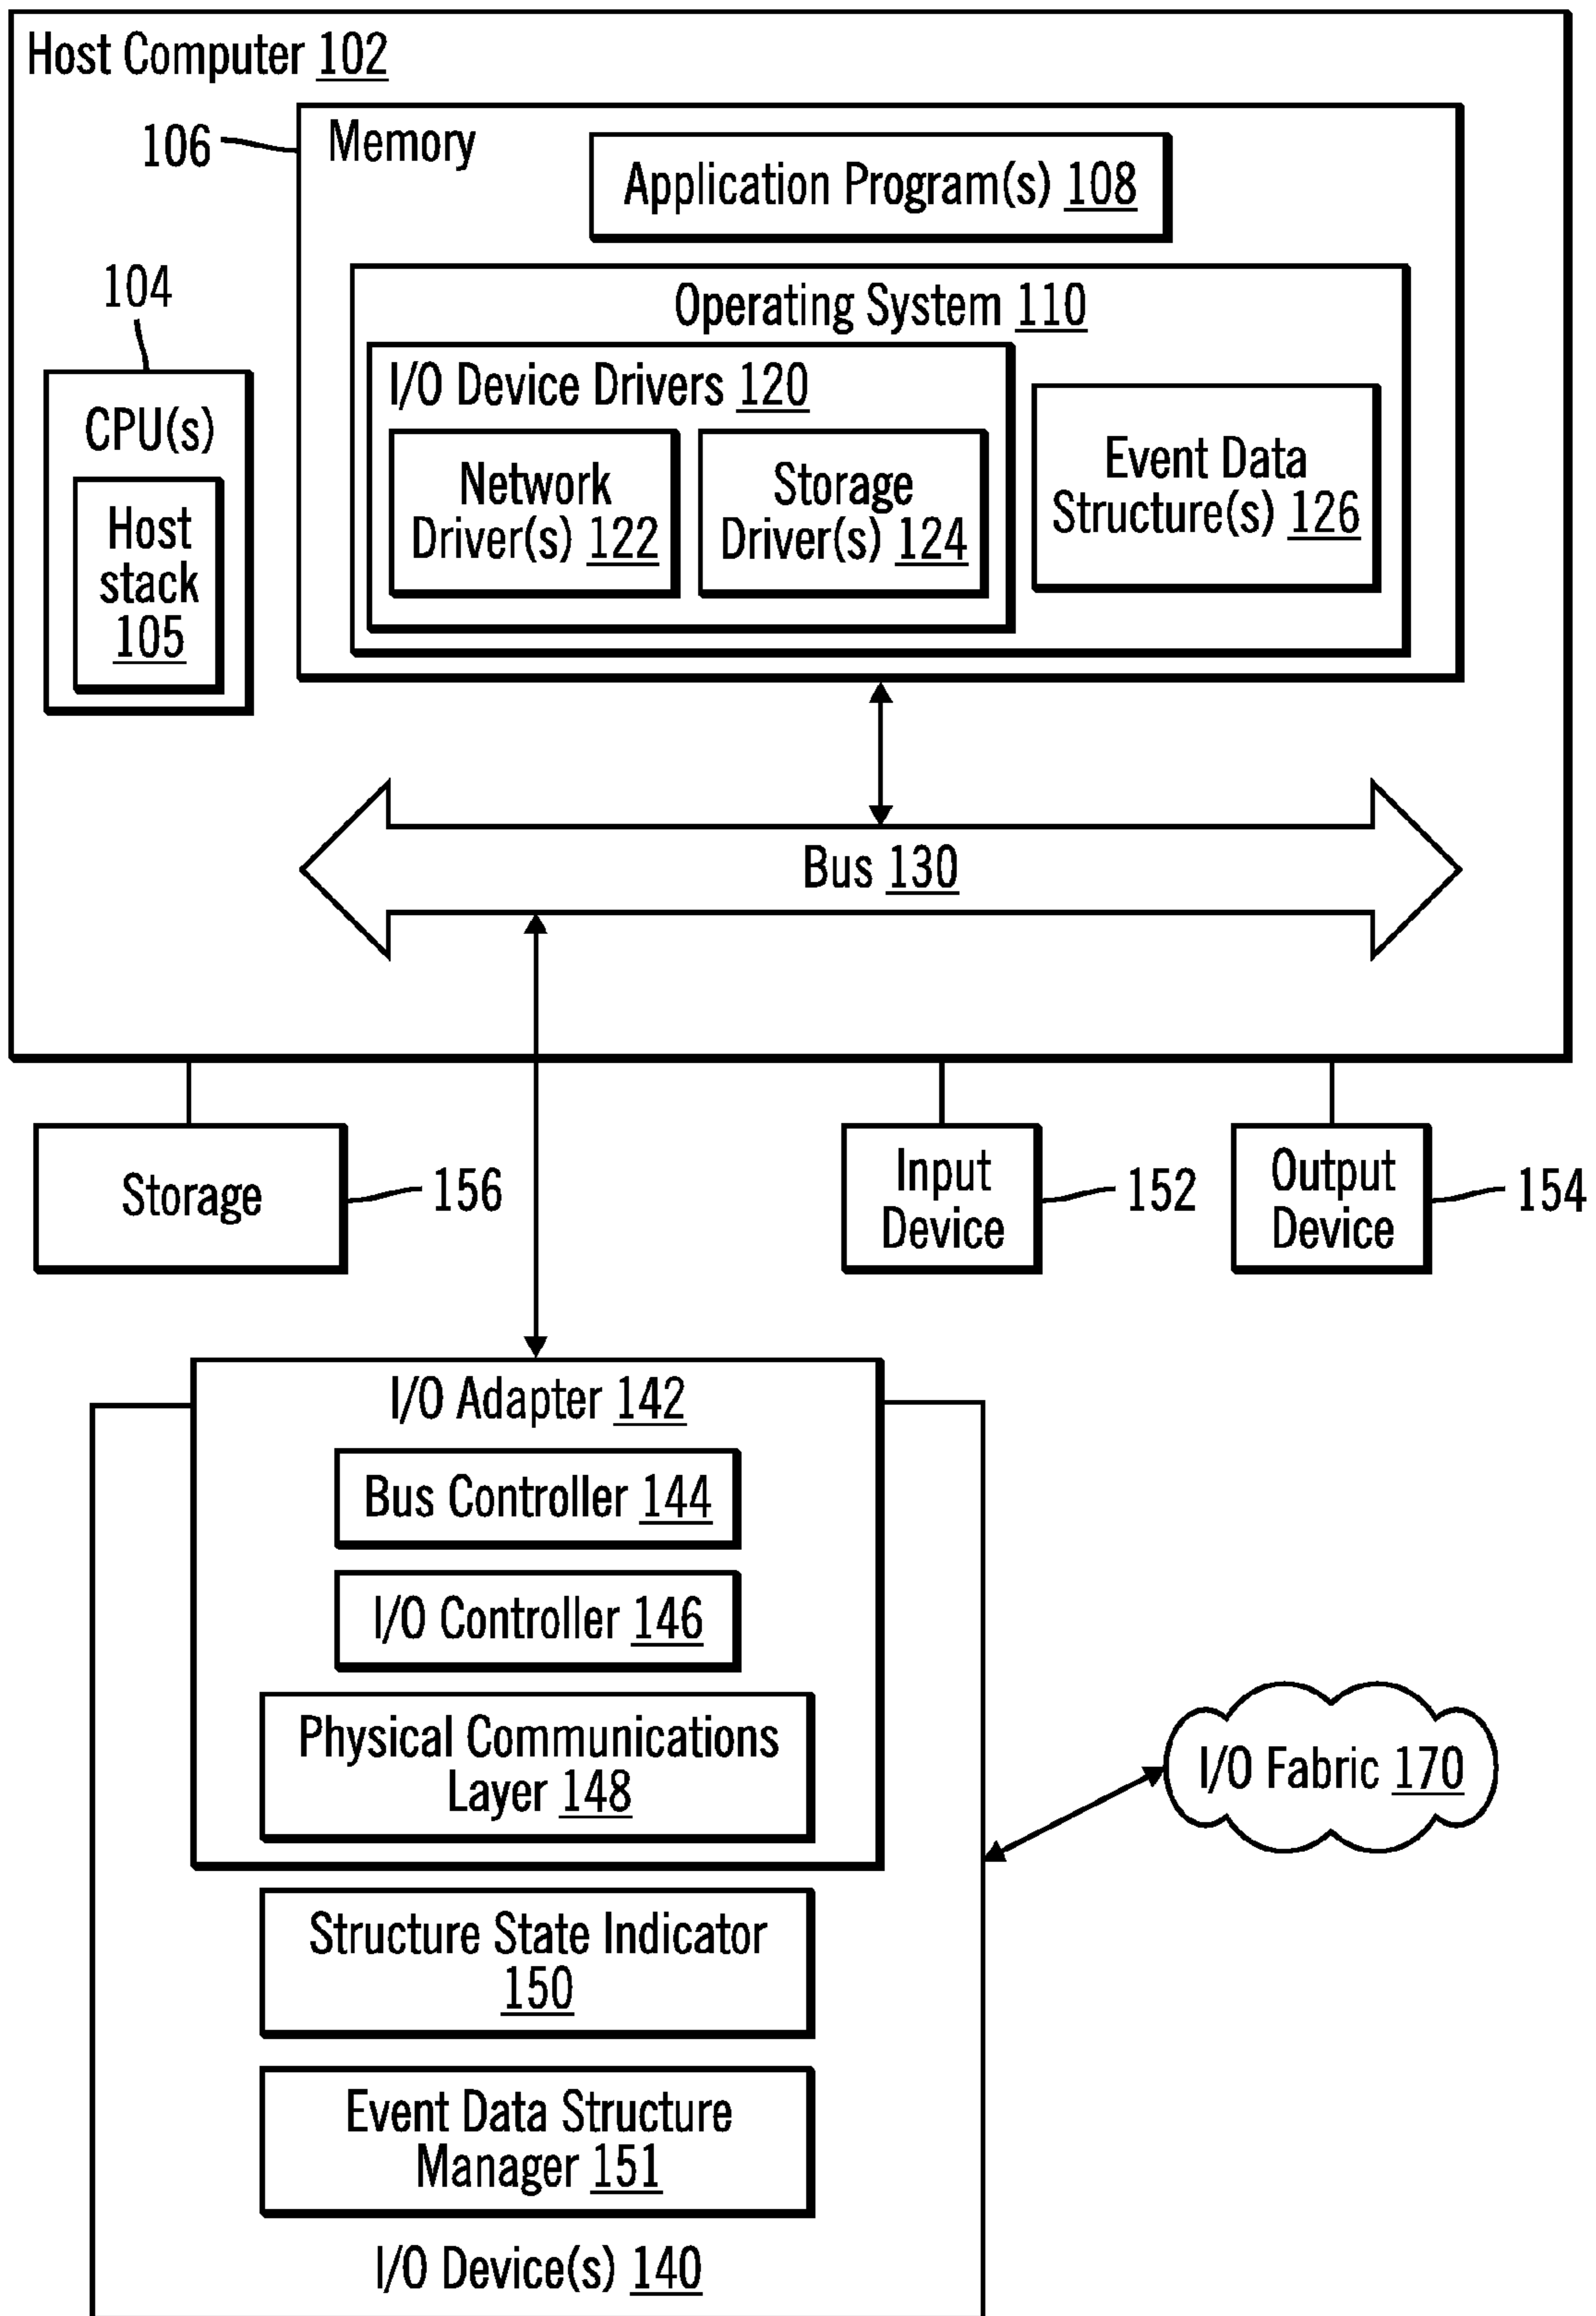 Host Computer 102
106
Memory
Application Program(s) 108
104
Operating System 110
I/O Device Drivers 120
CPU(s)
Host
stack
105
Network
Driver(s) 122
Storage
Driver(s) 124
Event Data
Structure(s) 126
Bus 130
Storage
156
Input
Device
152
Output
Device
154
I/O Adapter 142
Bus Controller 144
I/O Controller 146
Physical Communications
Layer 148
I/O Fabric 170
Structure State Indicator
150
Event Data Structure
Manager 151
I/O Device(s) 140